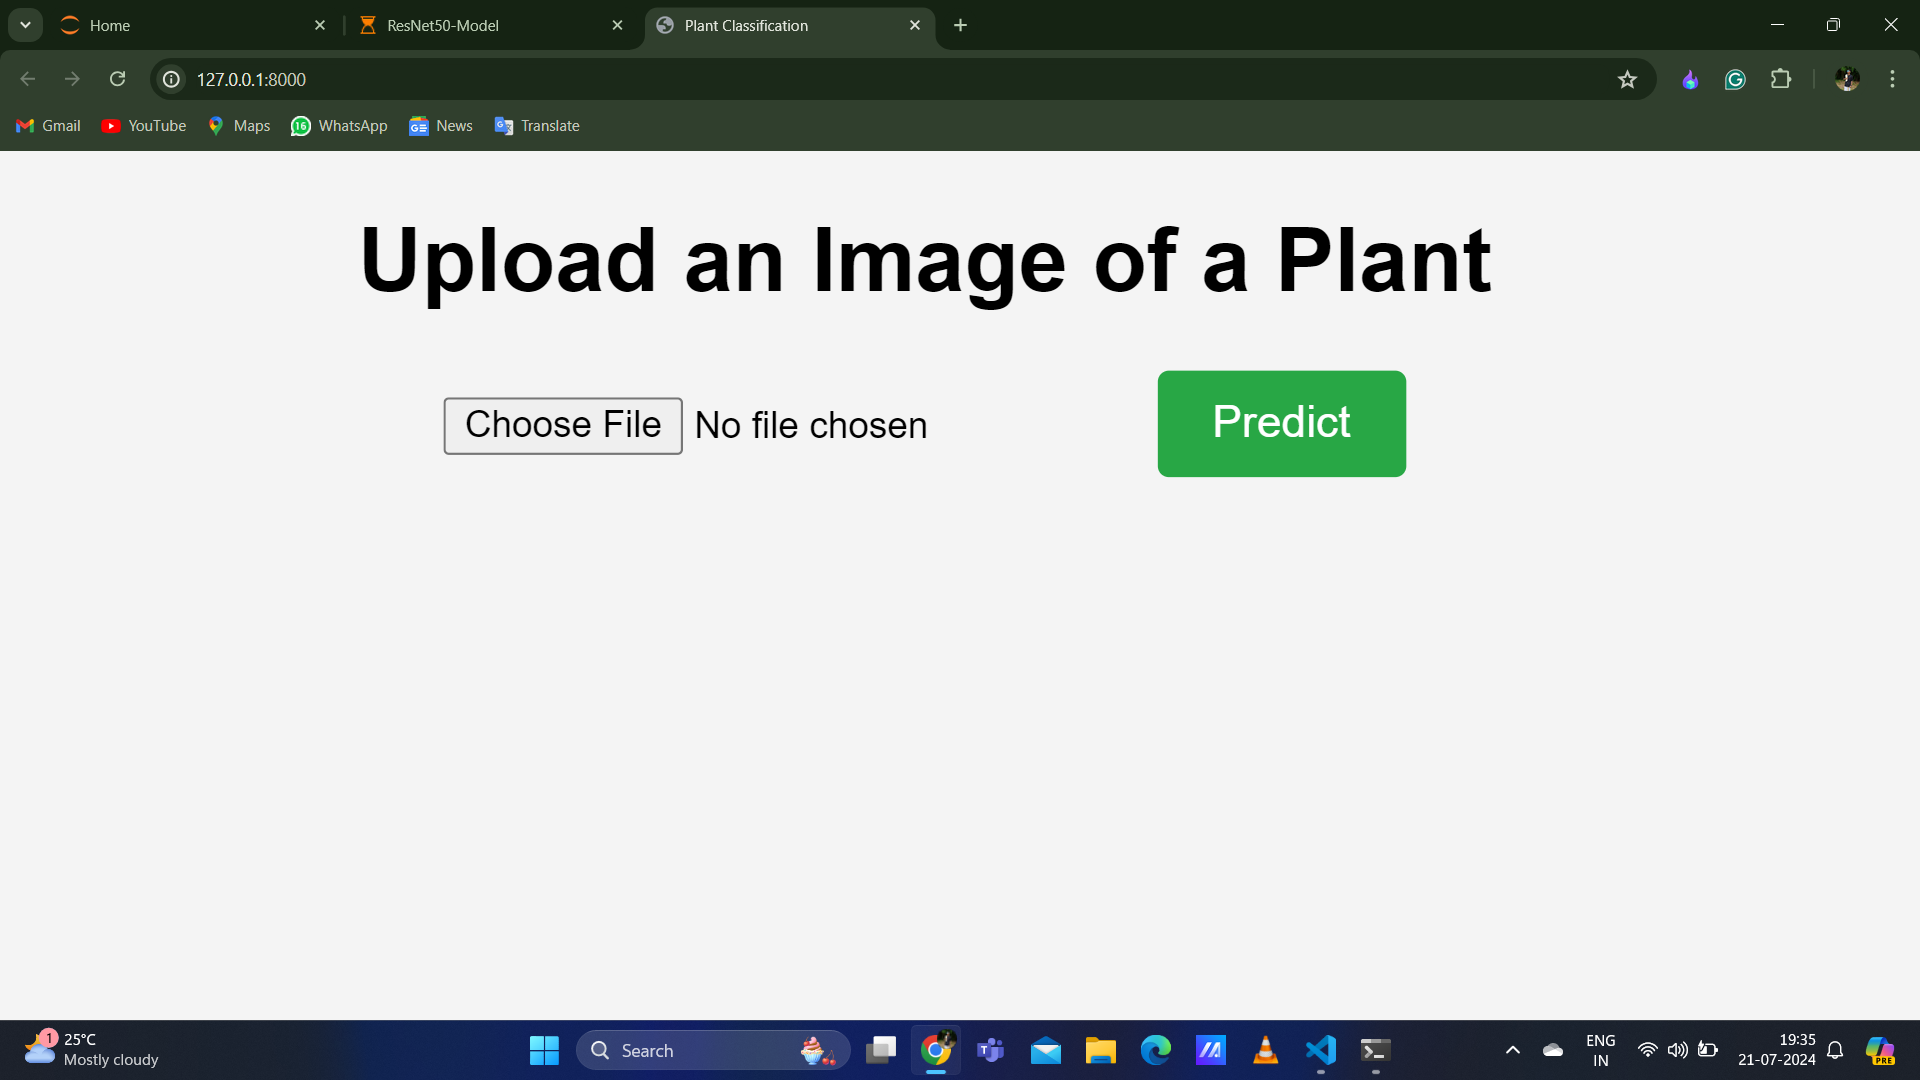 Home
ResNet50-Model
Plant Classification
127.0.0.1:8000
Gmail
YouTube
16
WhatsApp
Maps
News
Translate
Upload an Image of a Plant
Choose File No file chosen
Predict
1
25°C
Mostly cloudy
Search
ENG
IN
19:35
21-07-2024
PRE